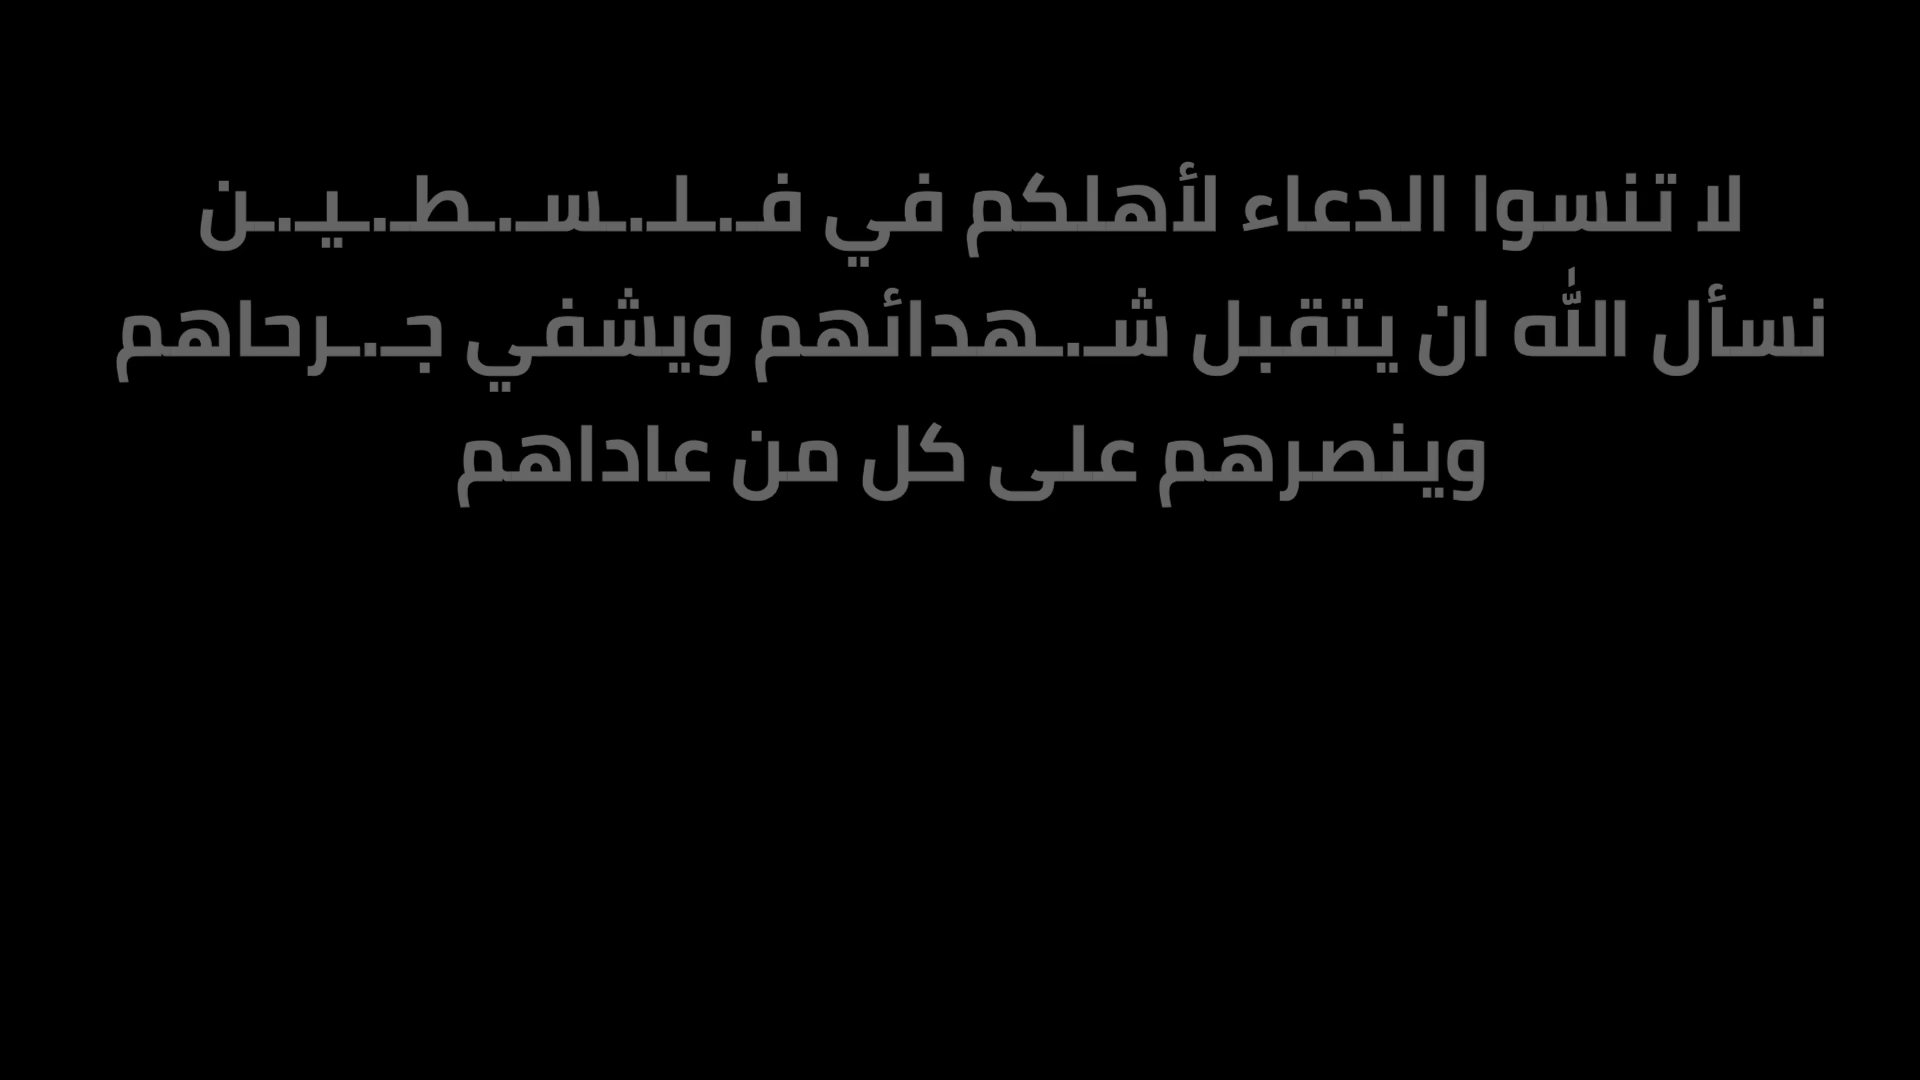 لا تنسوا الدعاء لأهلكم في فـ.ـلـ.ـسـ.ـطـ.ـيـ.ـن
نسأل الله ان يتقبل شـ.ـهدائهم ويشفي جـ.ـرحاهم
وينصرهم على كل من عاداهم